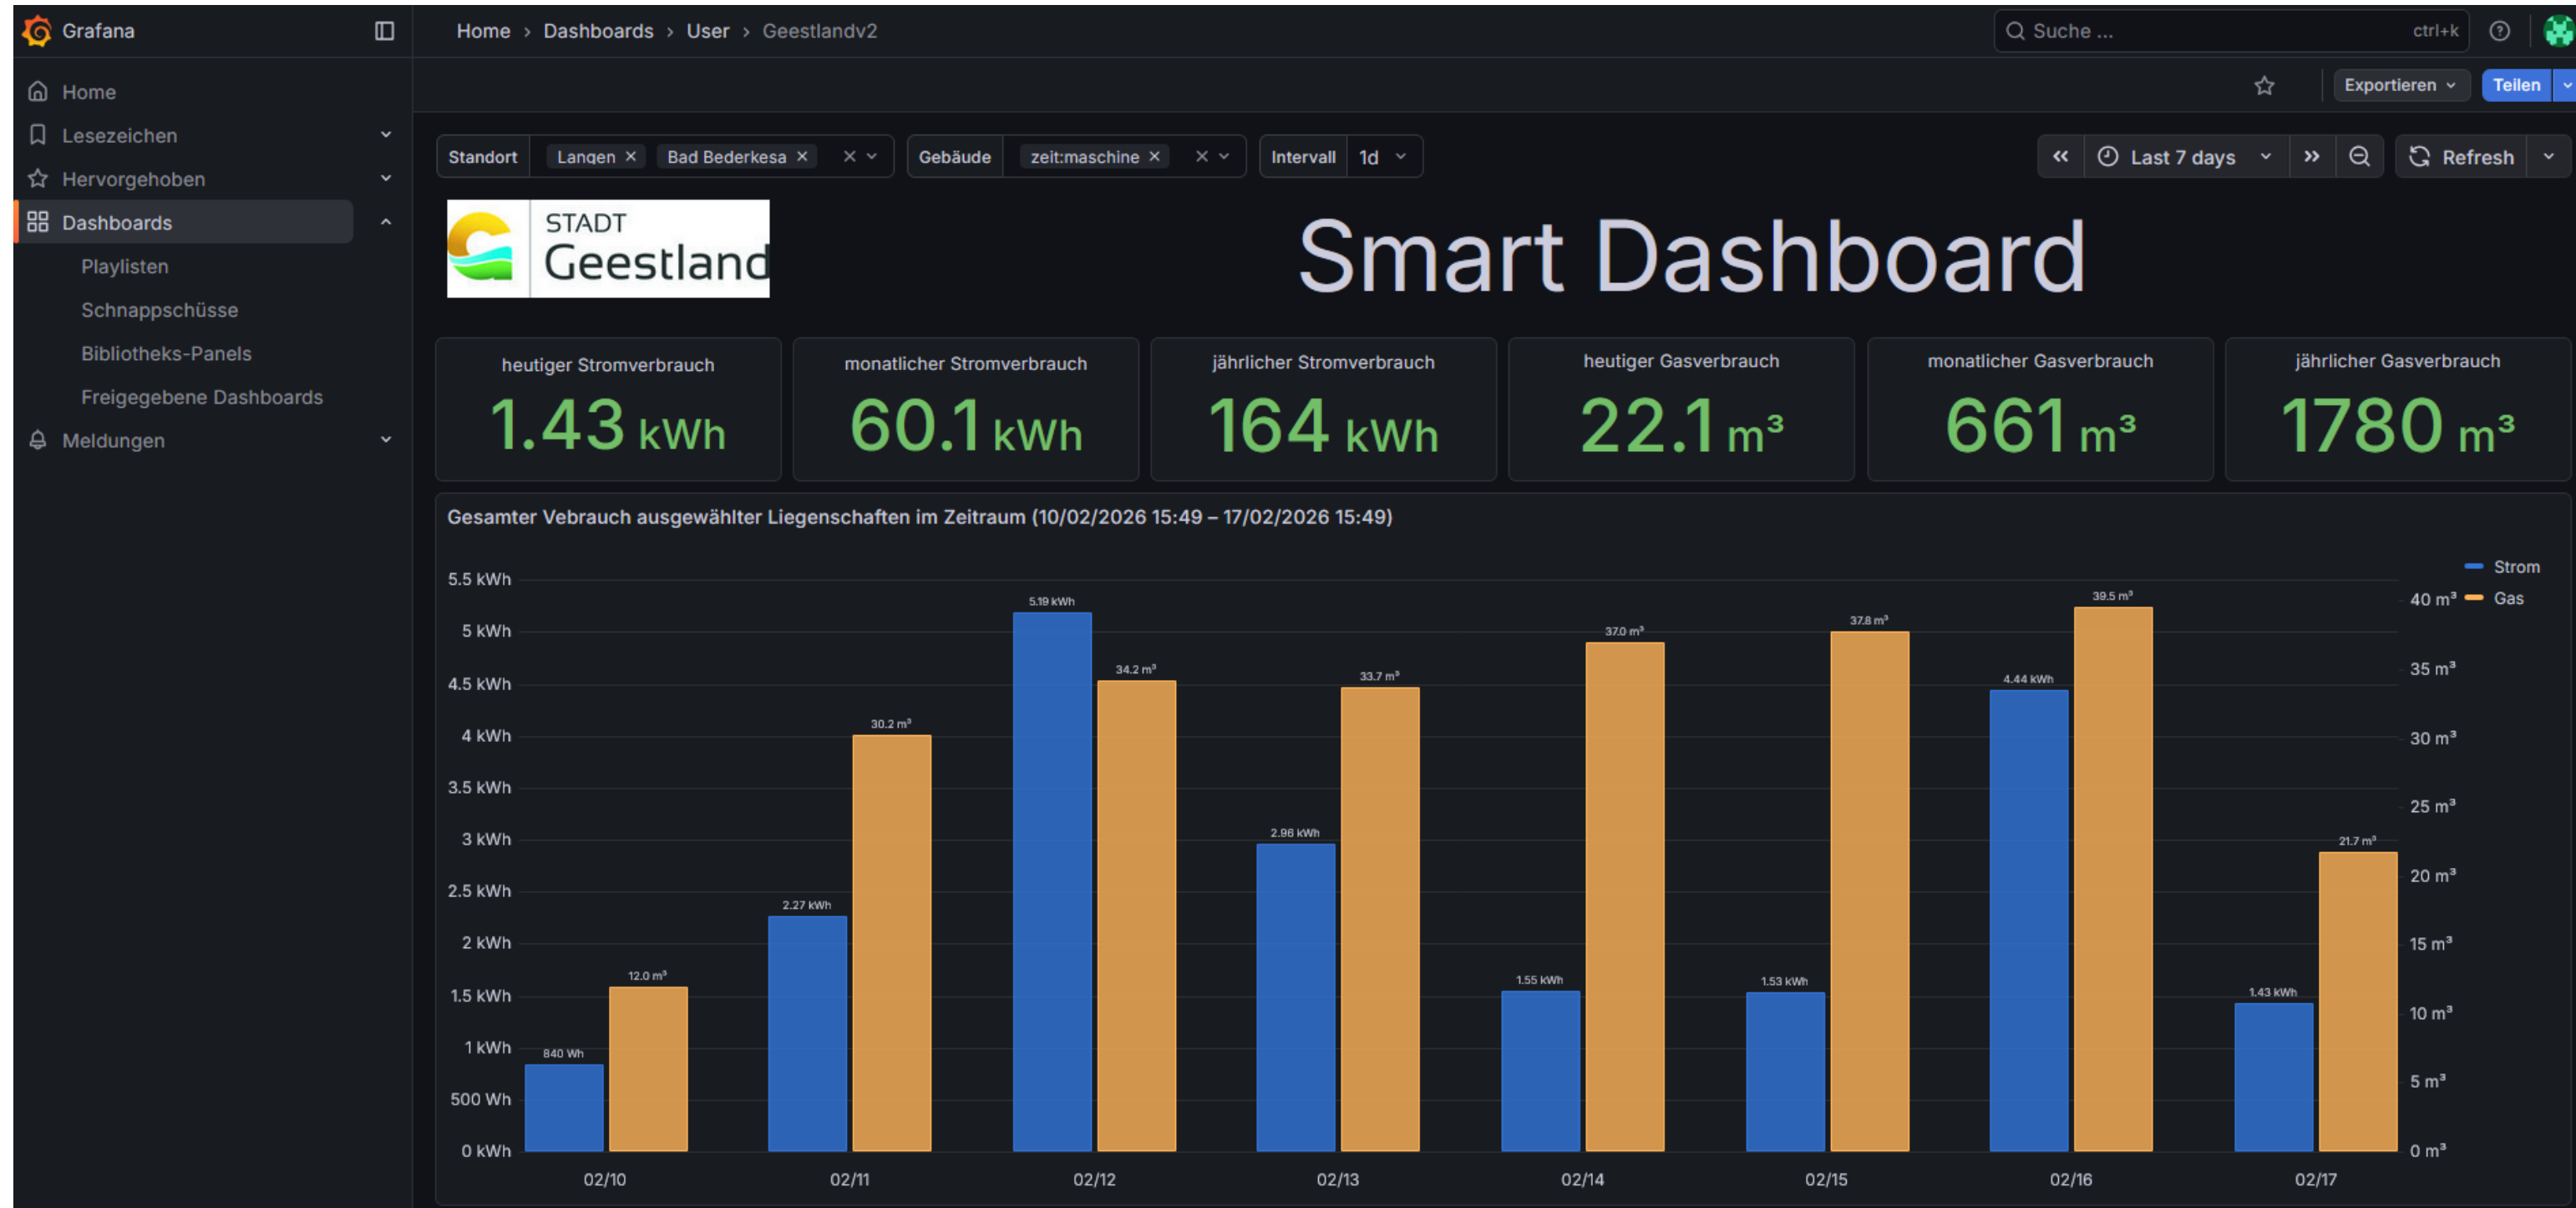 Grafana
Home › Dashboards › User › Geestlandv2
Suche ...
ctrl+k
Home
Lesezeichen
Hervorgehoben
Dashboards
Playlisten
Schnappschüsse
Bibliotheks-Panels
Freigegebene Dashboards
Meldungen
Exportieren
Teilen
Standort Langen × Bad Bederkesa ×
Gebäude zeit:maschine ×
Intervall 1d
Last 7 days
Refresh
STADT
Geestland
Smart Dashboard
heutiger Stromverbrauch
1.43 kWh
monatlicher Stromverbrauch
60.1 kWh
jährlicher Stromverbrauch
164 kWh
heutiger Gasverbrauch
22.1 m³
monatlicher Gasverbrauch
661 m³
jährlicher Gasverbrauch
1780 m³
Gesamter Vebrauch ausgewählter Liegenschaften im Zeitraum (10/02/2026 15:49 – 17/02/2026 15:49)
5.5 kWh
5 kWh
4.5 kWh
4 kWh
3.5 kWh
3 kWh
2.5 kWh
2 kWh
1.5 kWh
1 kWh
500 Wh
0 kWh
840 Wh
12.0 m³
2.27 kWh
30.2 m³
5.19 kWh
34.2 m³
2.96 kWh
33.7 m³
1.55 kWh
37.0 m³
1.53 kWh
37.8 m³
4.44 kWh
39.5 m³
1.43 kWh
21.7 m³
40 m³
35 m³
30 m³
25 m³
20 m³
15 m³
10 m³
5 m³
0 m³
Strom
Gas
02/10
02/11
02/12
02/13
02/14
02/15
02/16
02/17